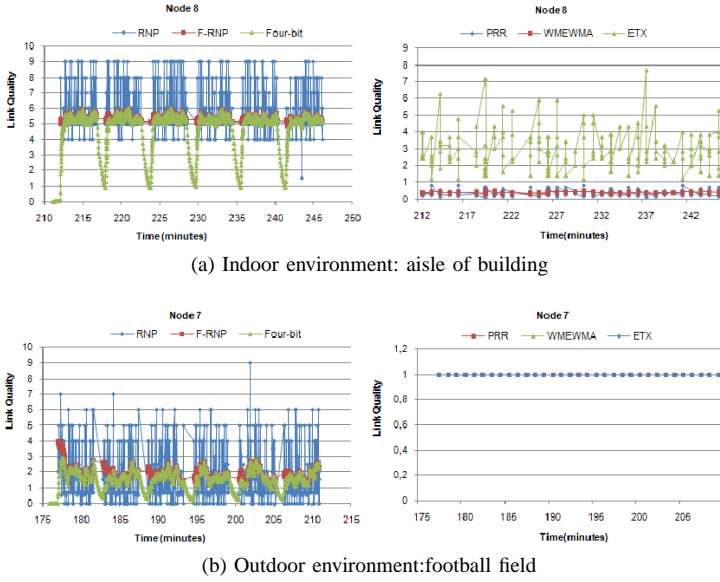 Node 8
RNP F-RNP Four-bit
Link Quality
10
9
8
7
6
5
4
3
2
1
0
210 215 220 225 230 235 240 245 250
Time (minutes)
Node 8
PRR WMEWMA ETX
Link Quality
9
8
7
6
5
4
3
2
1
0
212 217 222 227 232 237 242
Time(minutes)
(a) Indoor environment: aisle of building
Node 7
RNP F-RNP Four-bit
Link Quality
10
9
8
7
6
5
4
3
2
1
0
175 180 185 190 195 200 205 210 215
Time (minutes)
Node 7
PRR WMEWMA ETX
Link Quality
1,2
1
0,8
0,6
0,4
0,2
0
175 180 185 190 195 200 205
Time(minutes)
(b) Outdoor environment:football field